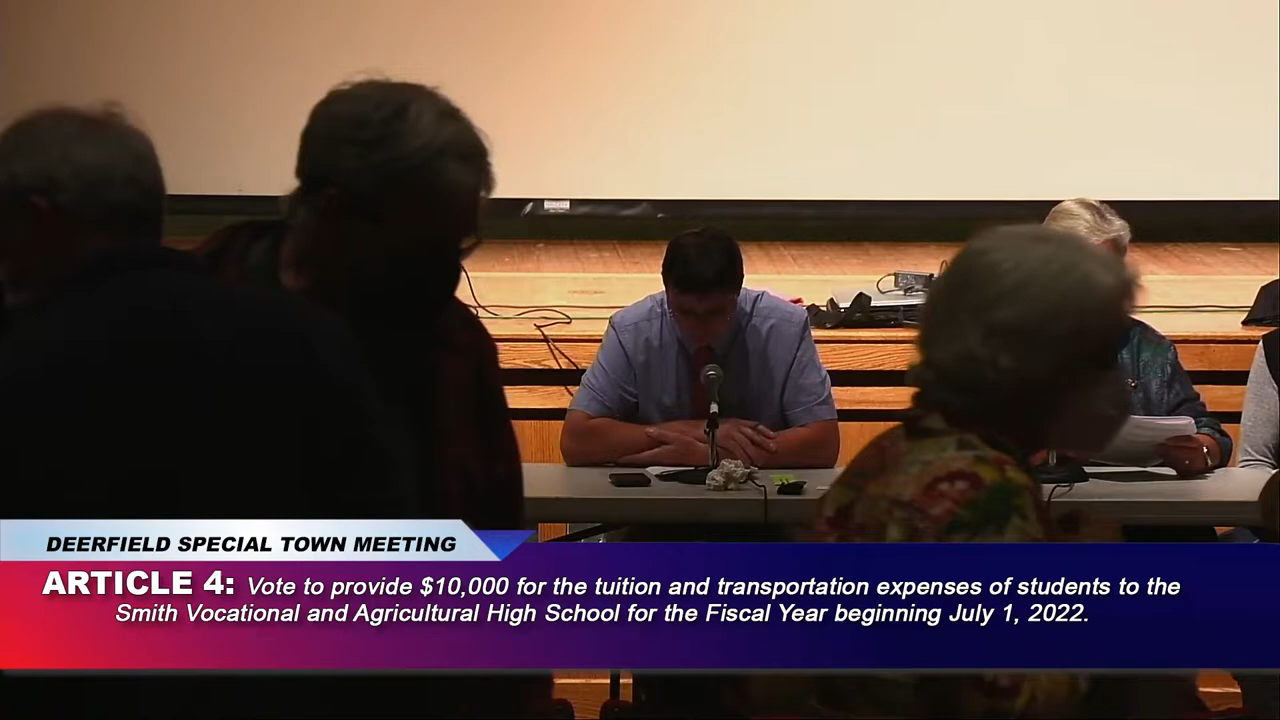 DEERFIELD SPECIAL TOWN MEETING
ARTICLE 4: Vote to provide $10,000 for the tuition and transportation expenses of students to the
Smith Vocational and Agricultural High School for the Fiscal Year beginning July 1, 2022.